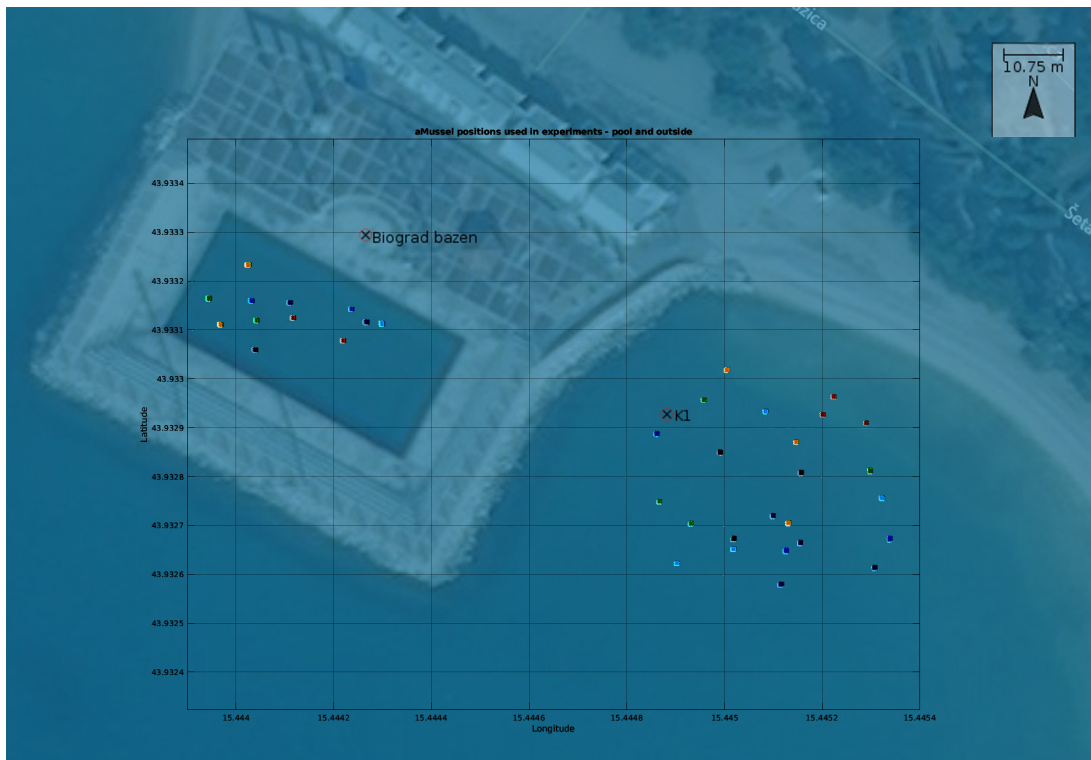 zica
10.75 m
N
aMussel positions used in experiments - pool and outside
Šeta
43.9334
43.9333
43.9332
43.9331
43.933
43.9329
43.9328
43.9327
43.9326
43.9325
43.9324
Biograd bazen
K1
Latitude
15.444
15.4442
15.4444
15.4446
15.4448
15.445
15.4452
15.4454
Longitude